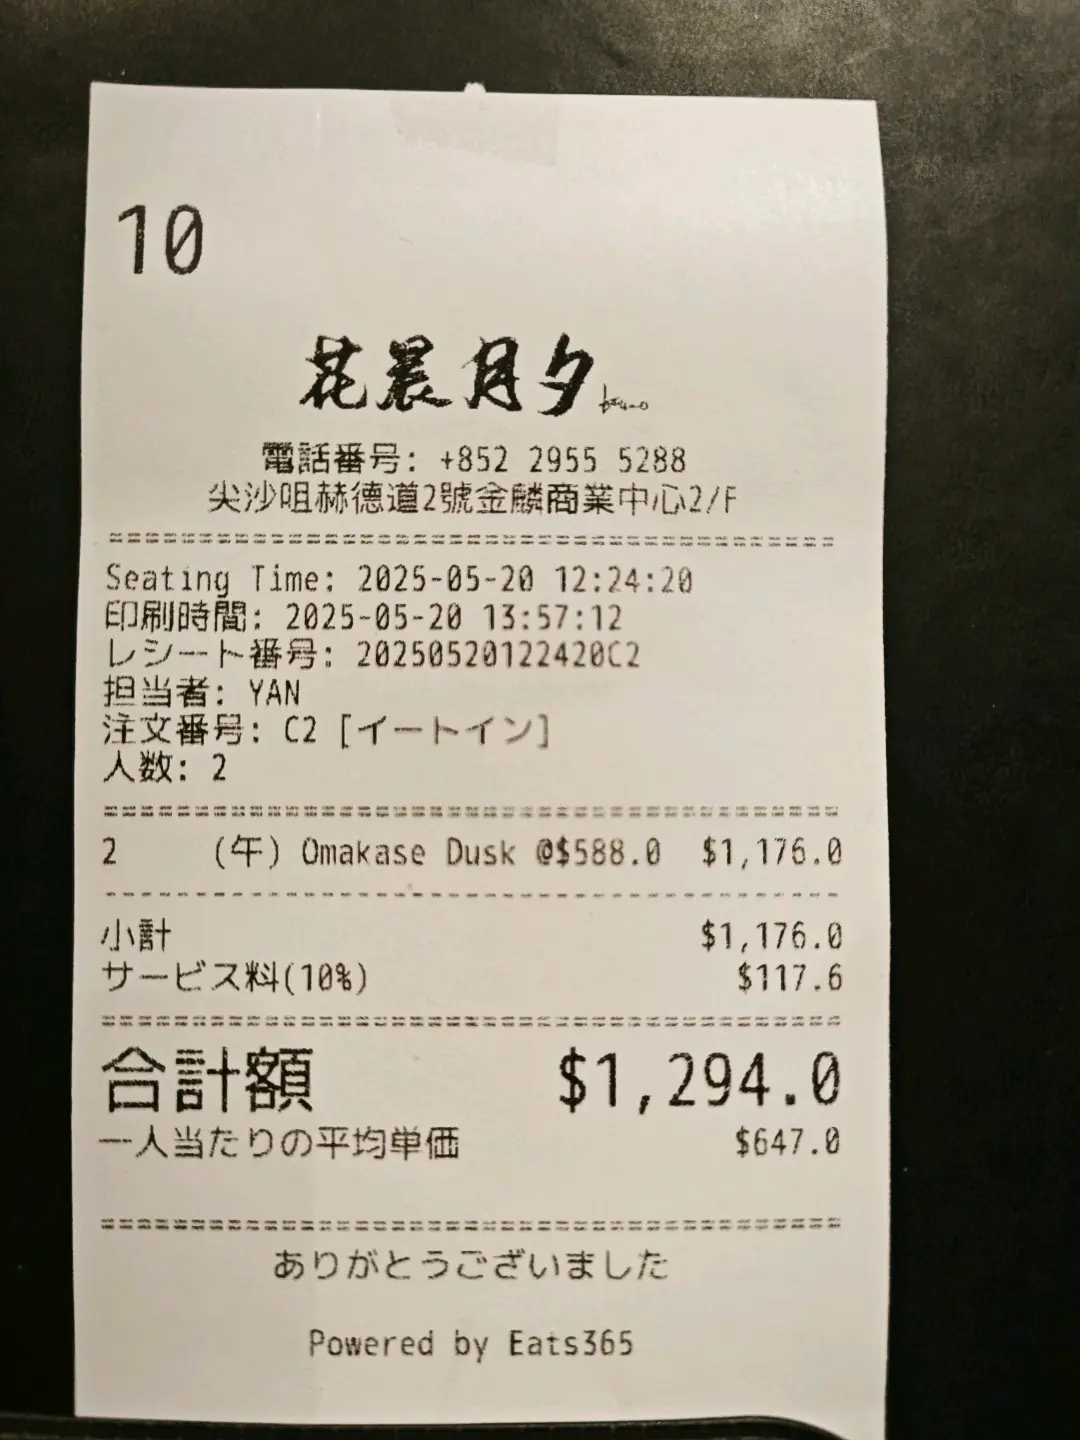 10
花晨月夕
電話番号: +852 2955 5288
尖沙咀赫德道2號金麟商業中心2/F
Seating Time: 2025-05-20 12:24:20
印刷時間: 2025-05-20 13:57:12
レシート番号: 20250520122420C2
担当者: YAN
注文番号: C2 [イートイン]
人数: 2
2 (午) Omakase Dusk @$588.0 $1,176.0
小計 $1,176.0
サービス料(10%) $117.6
合計額 $1,294.0
一人当たりの平均単価 $647.0
ありがとうございました
Powered by Eats365